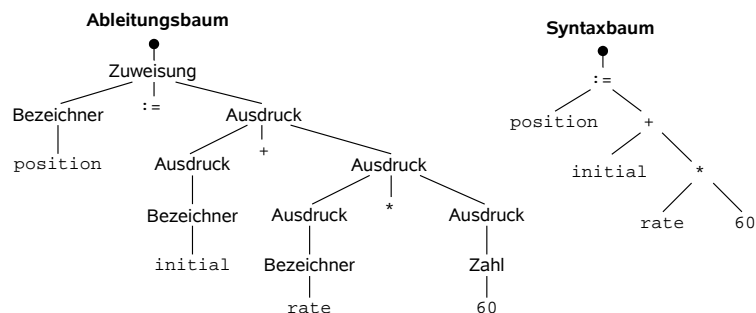 Ableitungsbaum
Syntaxbaum
Zuweisung
:=
Bezeichner
:=
Ausdruck
position
+
position
Ausdruck
+
Ausdruck
initial
*
Bezeichner
Ausdruck
*
Ausdruck
rate
60
initial
Bezeichner
Zahl
rate
60